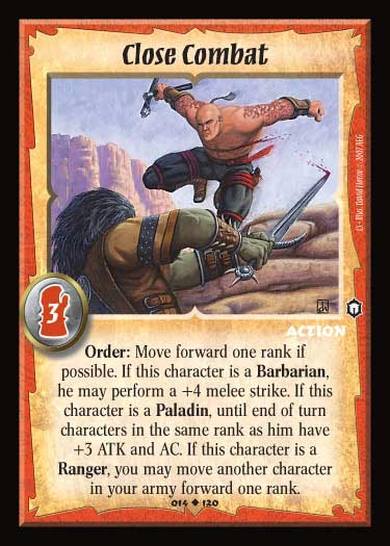 Close Combat
3
ACTION
Order: Move forward one rank if
possible. If this character is a Barbarian,
he may perform a +4 melee strike. If this
character is a Paladin, until end of turn
characters in the same rank as him have
+3 ATK and AC. If this character is a
Ranger, you may move another character
in your army forward one rank.
014 ◆ 120